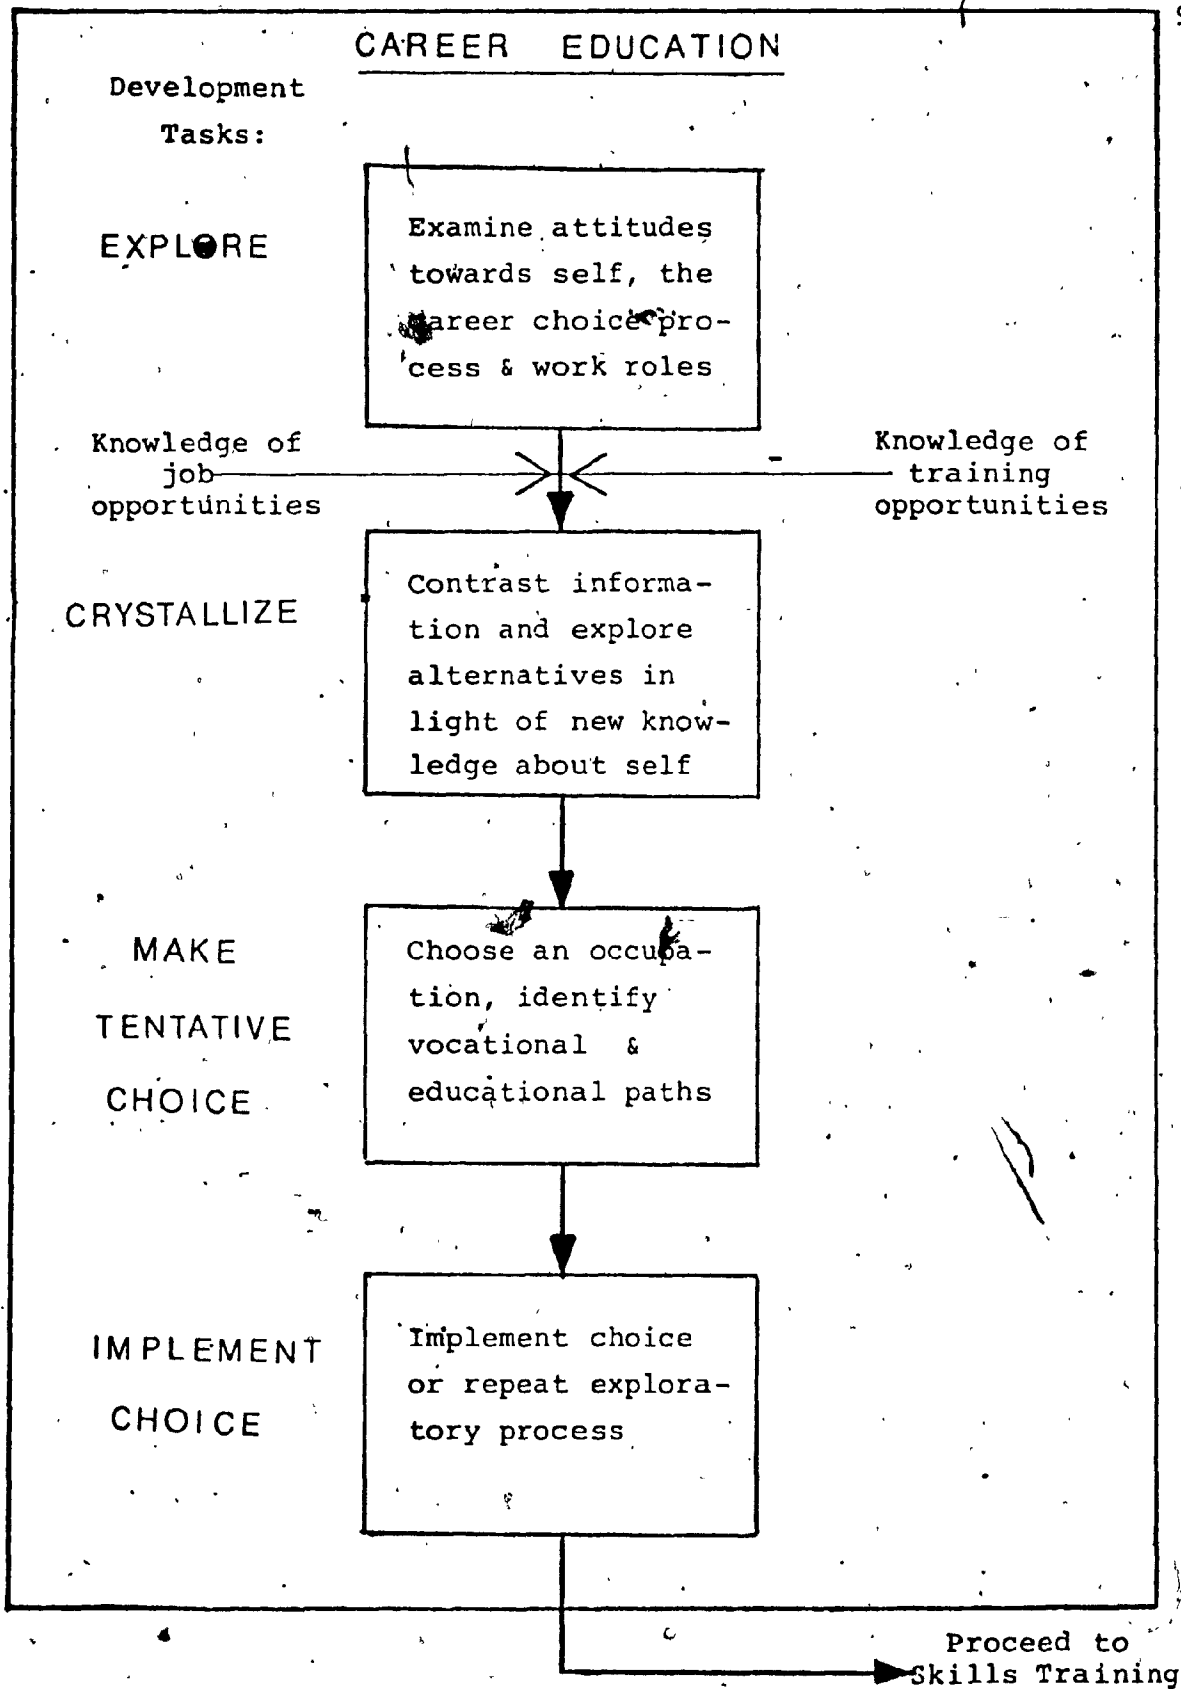 CAREER EDUCATION
Development
Tasks:
EXPLORE
Examine attitudes
towards self, the
career choice pro-
cess & work roles
Knowledge of
job
opportunities
Knowledge of
training
opportunities
CRYSTALLIZE
Contrast informa-
tion and explore
alternatives in
light of new know-
ledge about self
MAKE
TENTATIVE
CHOICE
Choose an occupa-
tion, identify
vocational &
educational paths
IMPLEMENT
CHOICE
Implement choice
or repeat explora-
tory process
Proceed to
Skills Training